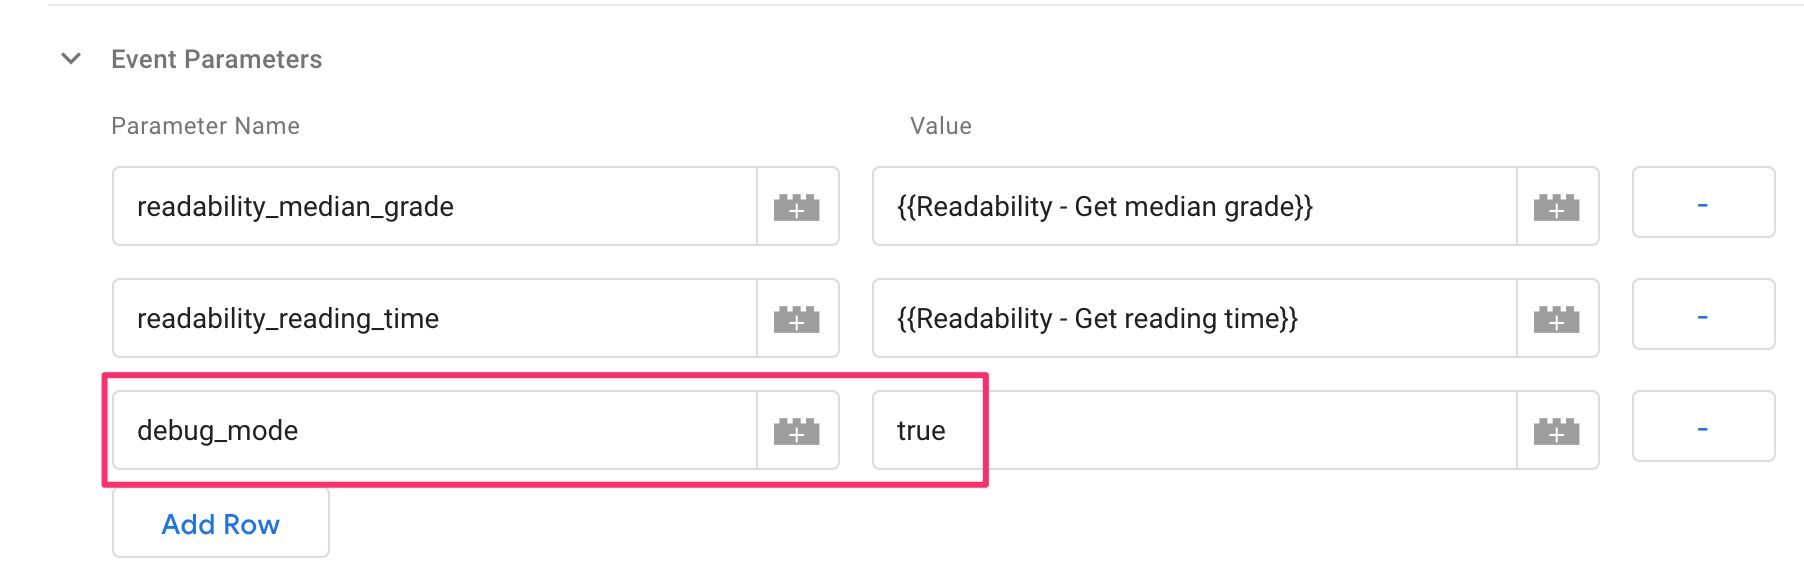 Event Parameters
Parameter Name Value
readability_median_grade {{Readability - Get median grade}} -
readability_reading_time {{Readability - Get reading time}} -
debug_mode true -
Add Row